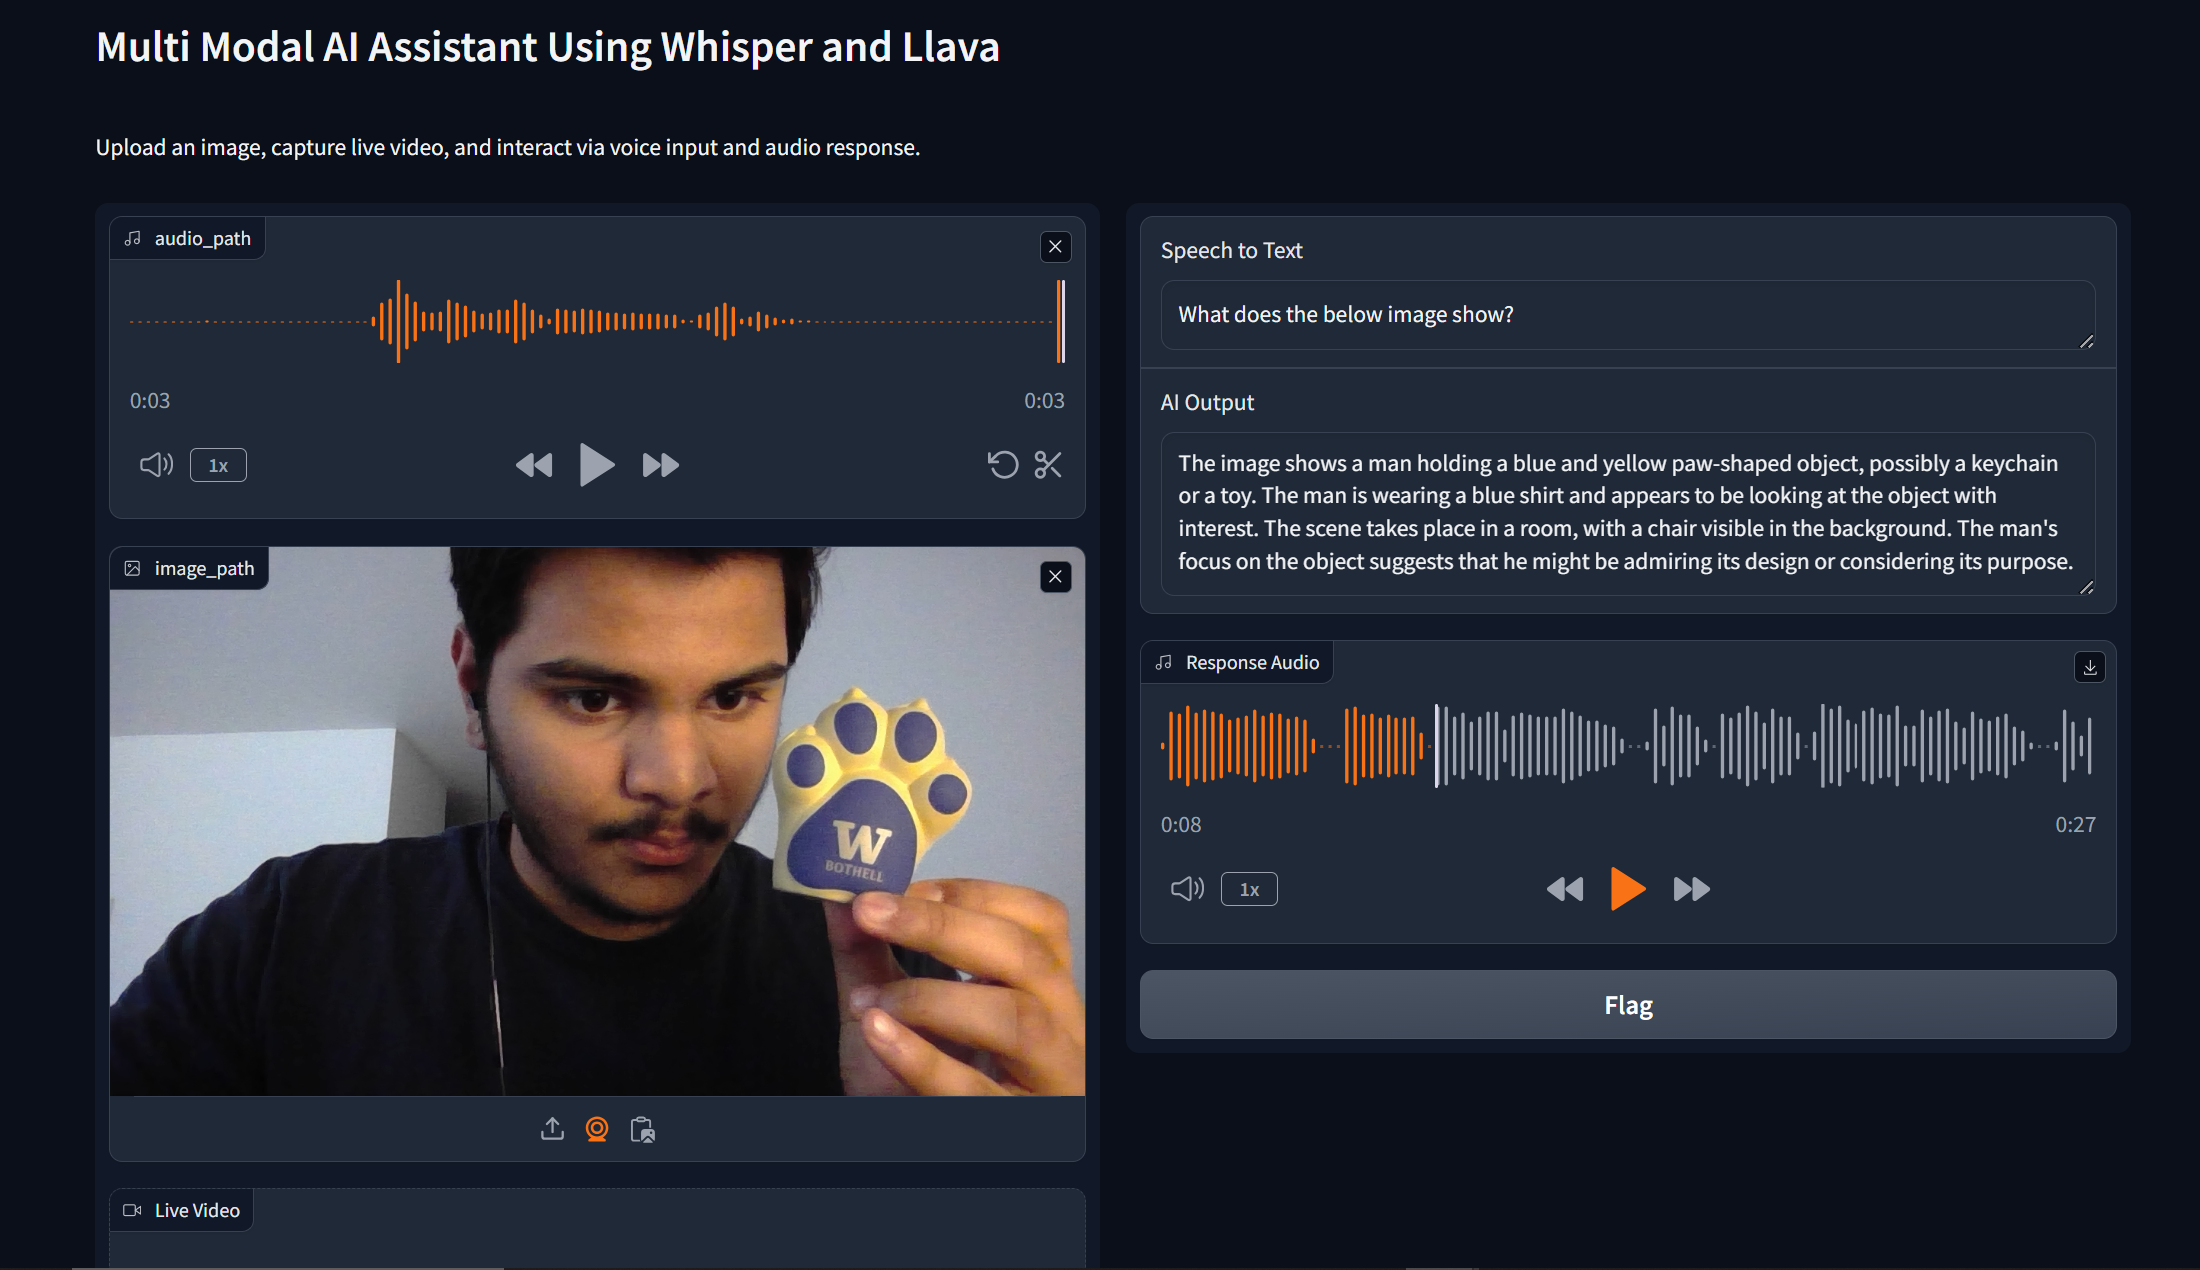 Multi Modal AI Assistant Using Whisper and Llava
Upload an image, capture live video, and interact via voice input and audio response.
audio_path
0:03
0:03
1x
image_path
W
BOTHELL
Live Video
Speech to Text
What does the below image show?
AI Output
The image shows a man holding a blue and yellow paw-shaped object, possibly a keychain
or a toy. The man is wearing a blue shirt and appears to be looking at the object with
interest. The scene takes place in a room, with a chair visible in the background. The man's
focus on the object suggests that he might be admiring its design or considering its purpose.
Response Audio
0:08
0:27
1x
Flag